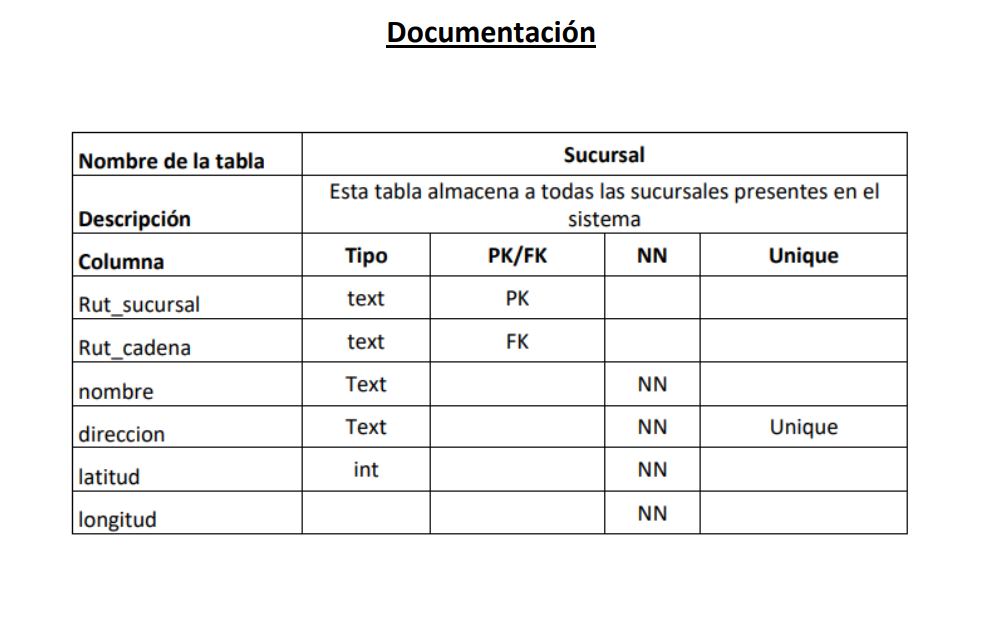 Documentación
Nombre de la tabla Sucursal
Descripción Esta tabla almacena a todas las sucursales presentes en el
sistema
Columna Tipo PK/FK NN Unique
Rut_sucursal text PK
Rut_cadena text FK
nombre Text NN
direccion Text NN Unique
latitud int NN
longitud NN